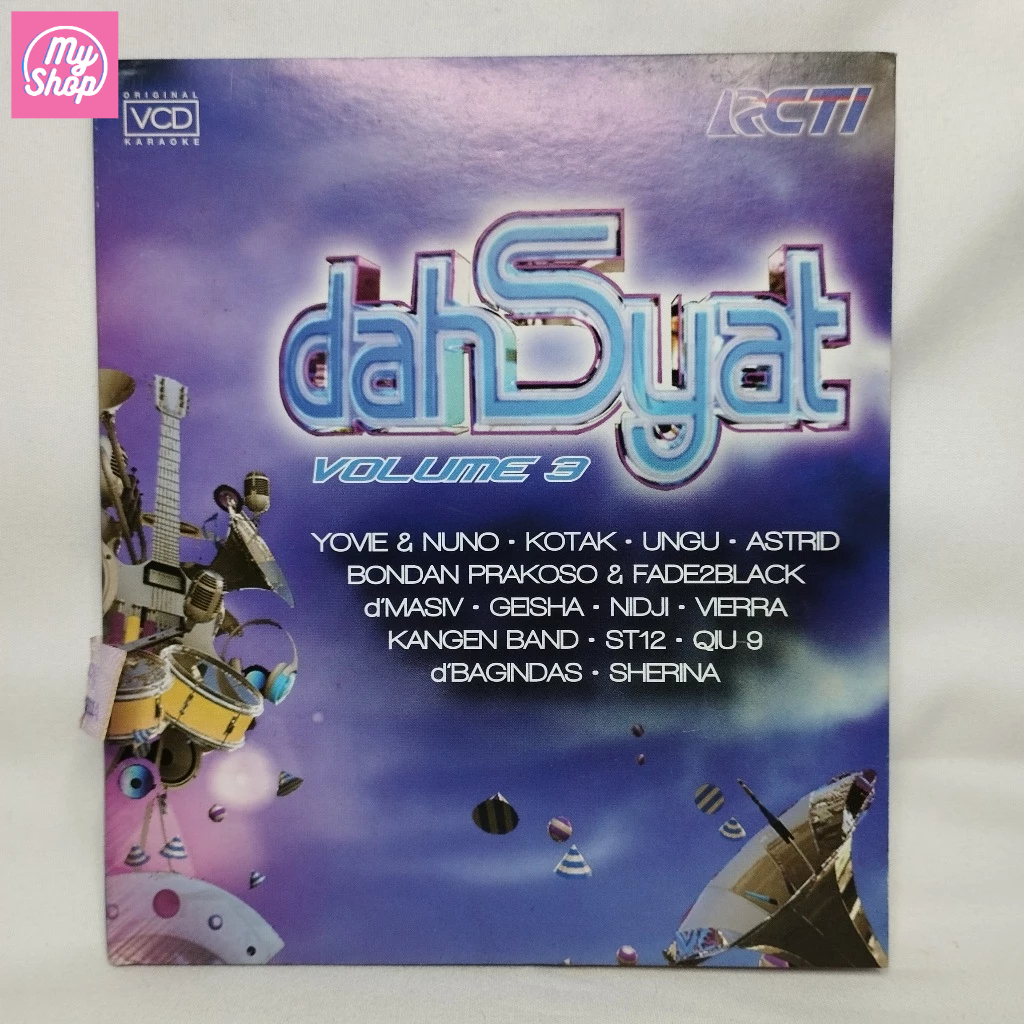 My
Shop
ORIGINAL
VCD
KARAOKE
RCTI
dahSyat
VOLUME 3
YOVIE & NUNO • KOTAK • UNGU • ASTRID
BONDAN PRAKOSO & FADE2BLACK
d'MASIV • GEISHA • NIDJI • VIERRA
KANGEN BAND • ST12 • QIU 9
d'BAGINDAS • SHERINA